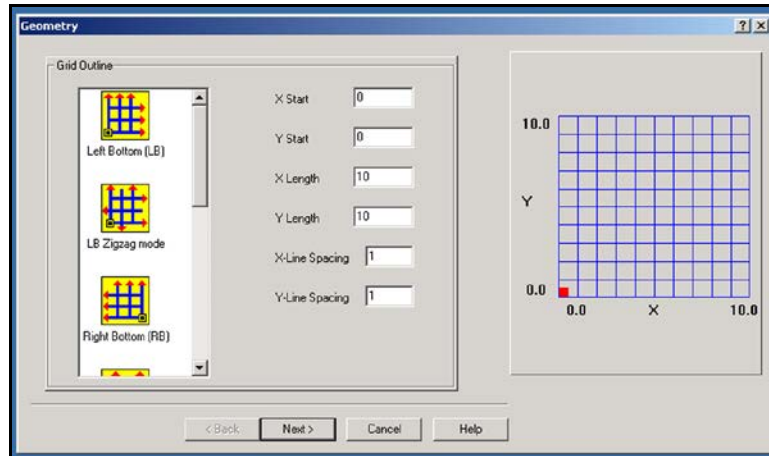 Geometry
Grid Outline
Left Bottom (LB)
LB Zigzag mode
Right Bottom (RB)
X Start 0
Y Start 0
X Length 10
Y Length 10
X-Line Spacing 1
Y-Line Spacing 1
10.0
Y
0.0
0.0 X 10.0
< Back Next > Cancel Help